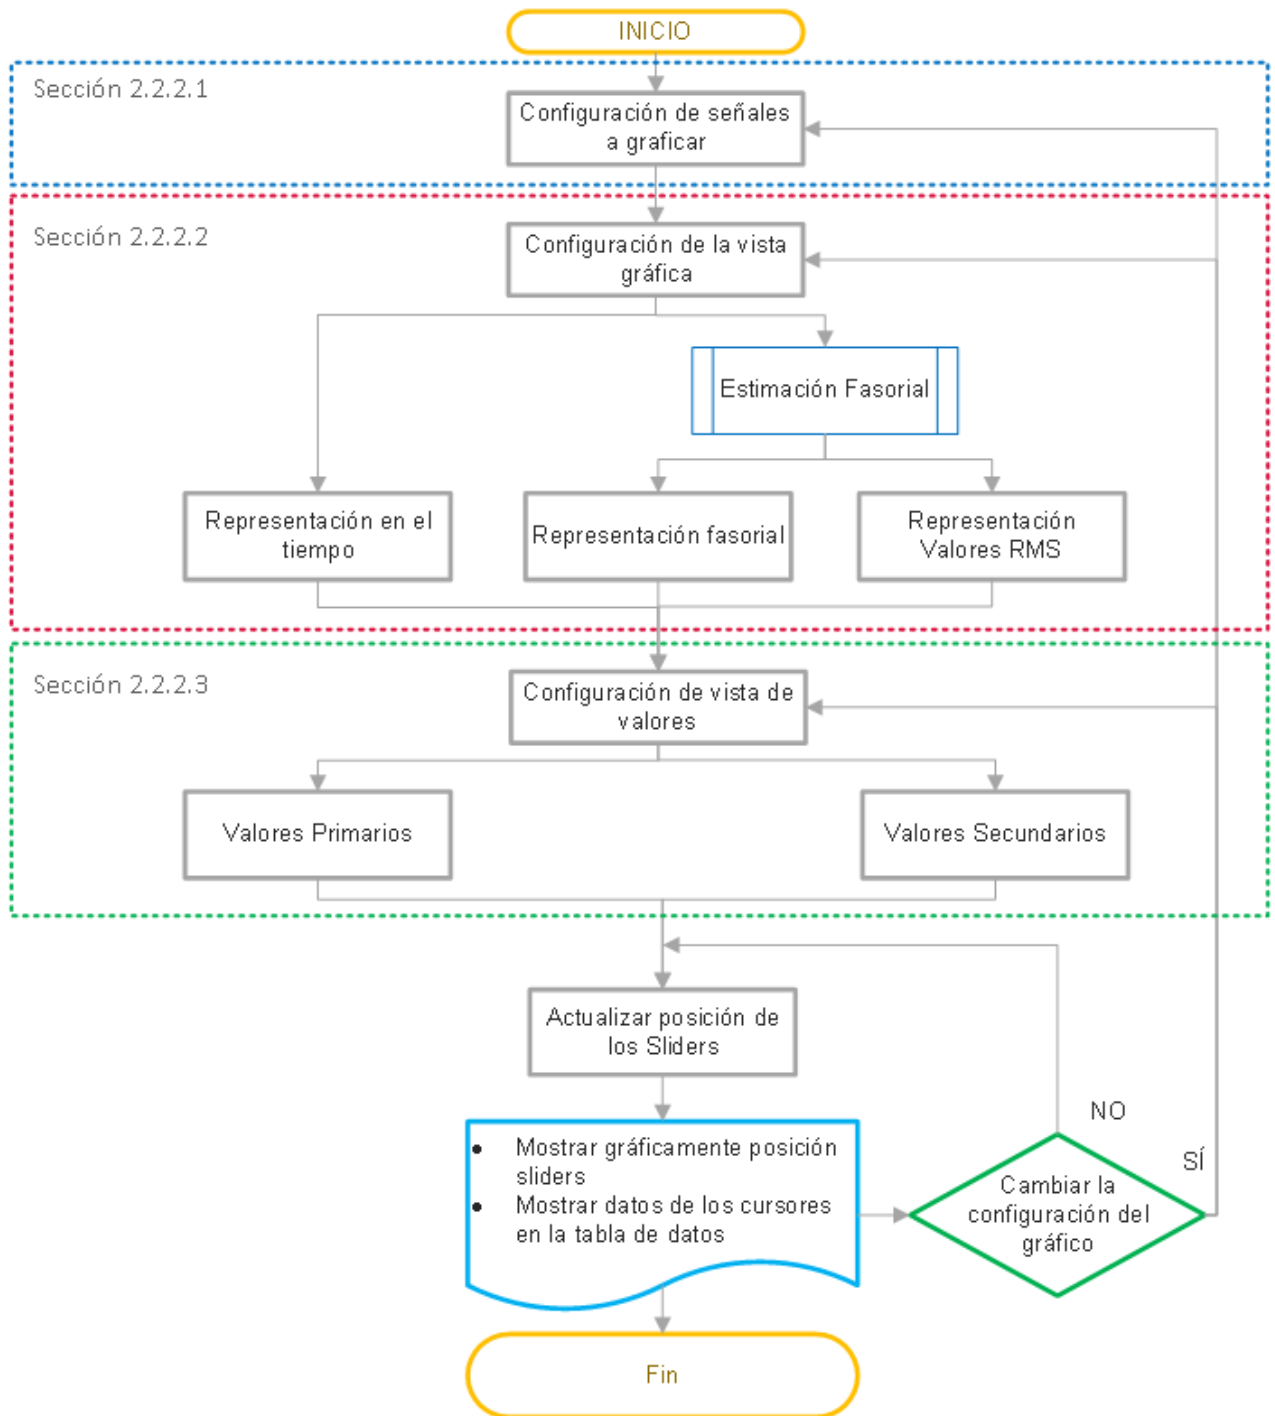 INICIO
Sección 2.2.2.1
Configuración de señales
a graficar
Sección 2.2.2.2
Configuración de la vista
gráfica
Estimación Fasorial
Representación en el
tiempo
Representación fasorial
Representación
Valores RMS
Sección 2.2.2.3
Configuración de vista de
valores
Valores Primarios
Valores Secundarios
Actualizar posición de
los Sliders
• Mostrar gráficamente posición
sliders
• Mostrar datos de los cursores
en la tabla de datos
NO
SÍ
Cambiar la
configuración del
gráfico
Fin